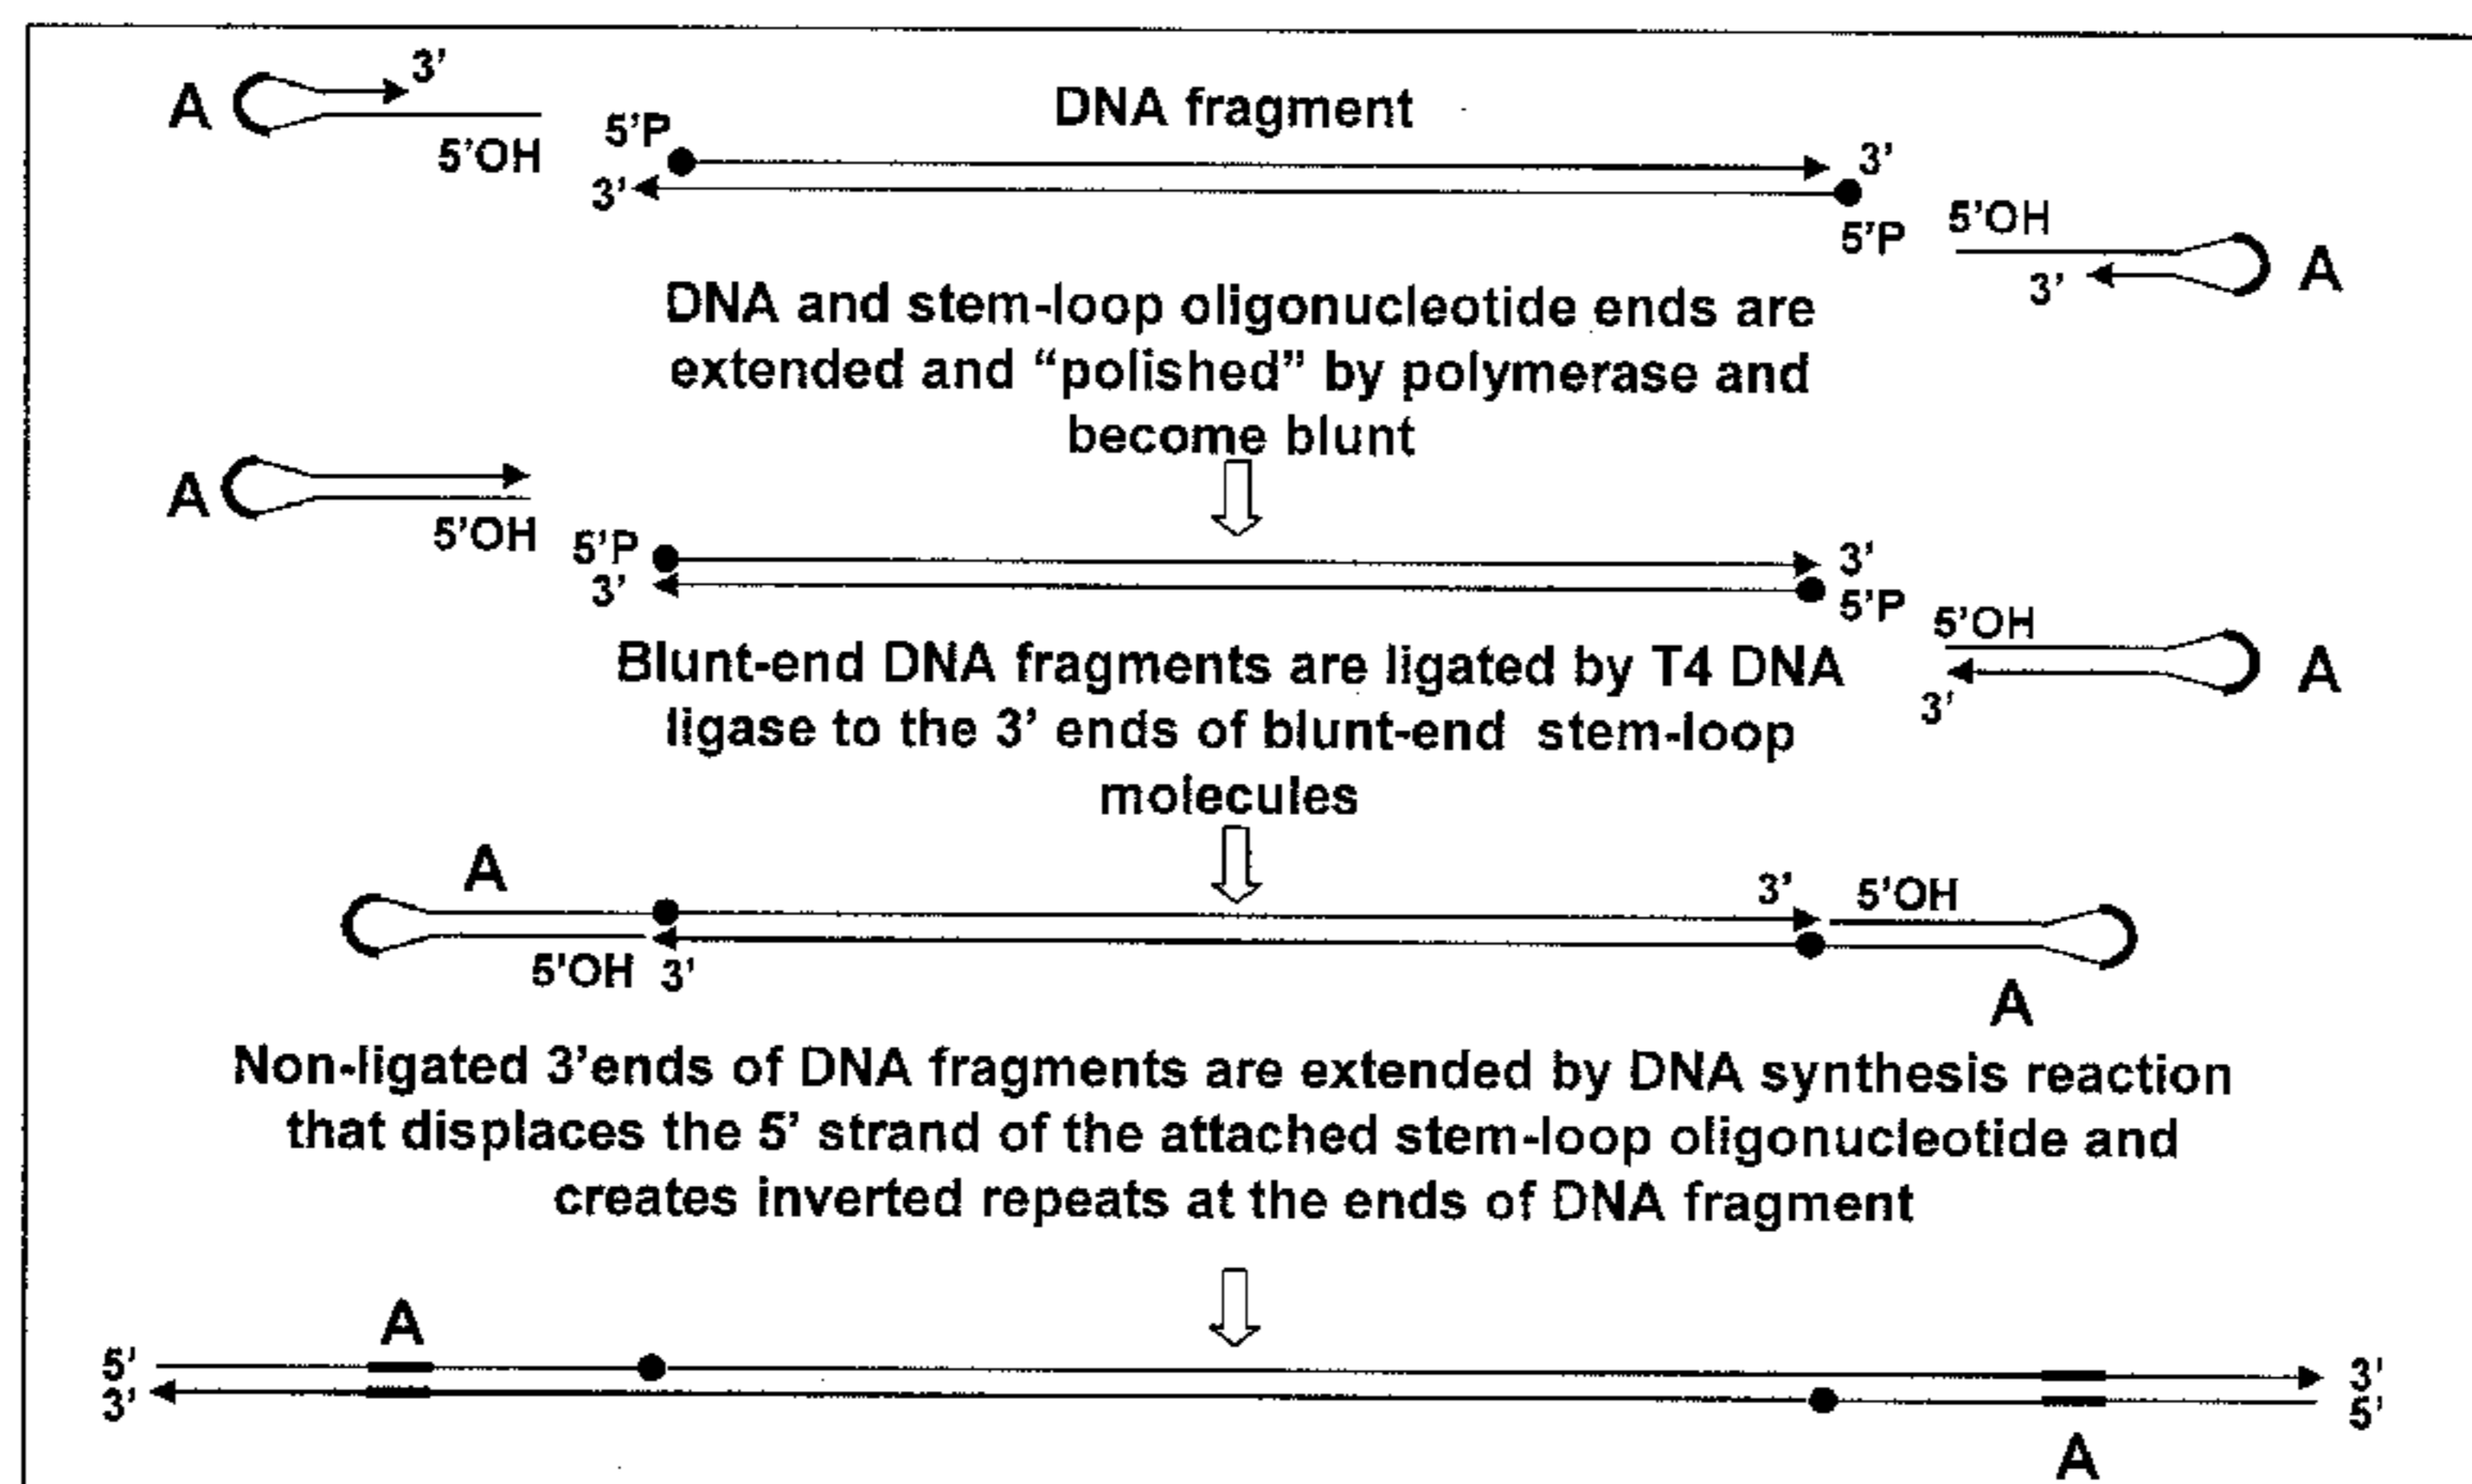 3'
A
DNA fragment
5'P
5'OH
3'
3'
5'OH
5'P
A
3'
DNA and stem-loop oligonucleotide ends are
extended and “polished” by polymerase and
become blunt
A
5'OH
5'P
3'
3'
5'P
5'OH
A
3'
Blunt-end DNA fragments are ligated by T4 DNA
ligase to the 3' ends of blunt-end stem-loop
molecules
A
3'
5'OH
5'OH
3'
A
Non-ligated 3'ends of DNA fragments are extended by DNA synthesis reaction
that displaces the 5' strand of the attached stem-loop oligonucleotide and
creates inverted repeats at the ends of DNA fragment
A
5'
3'
3'
5'
A